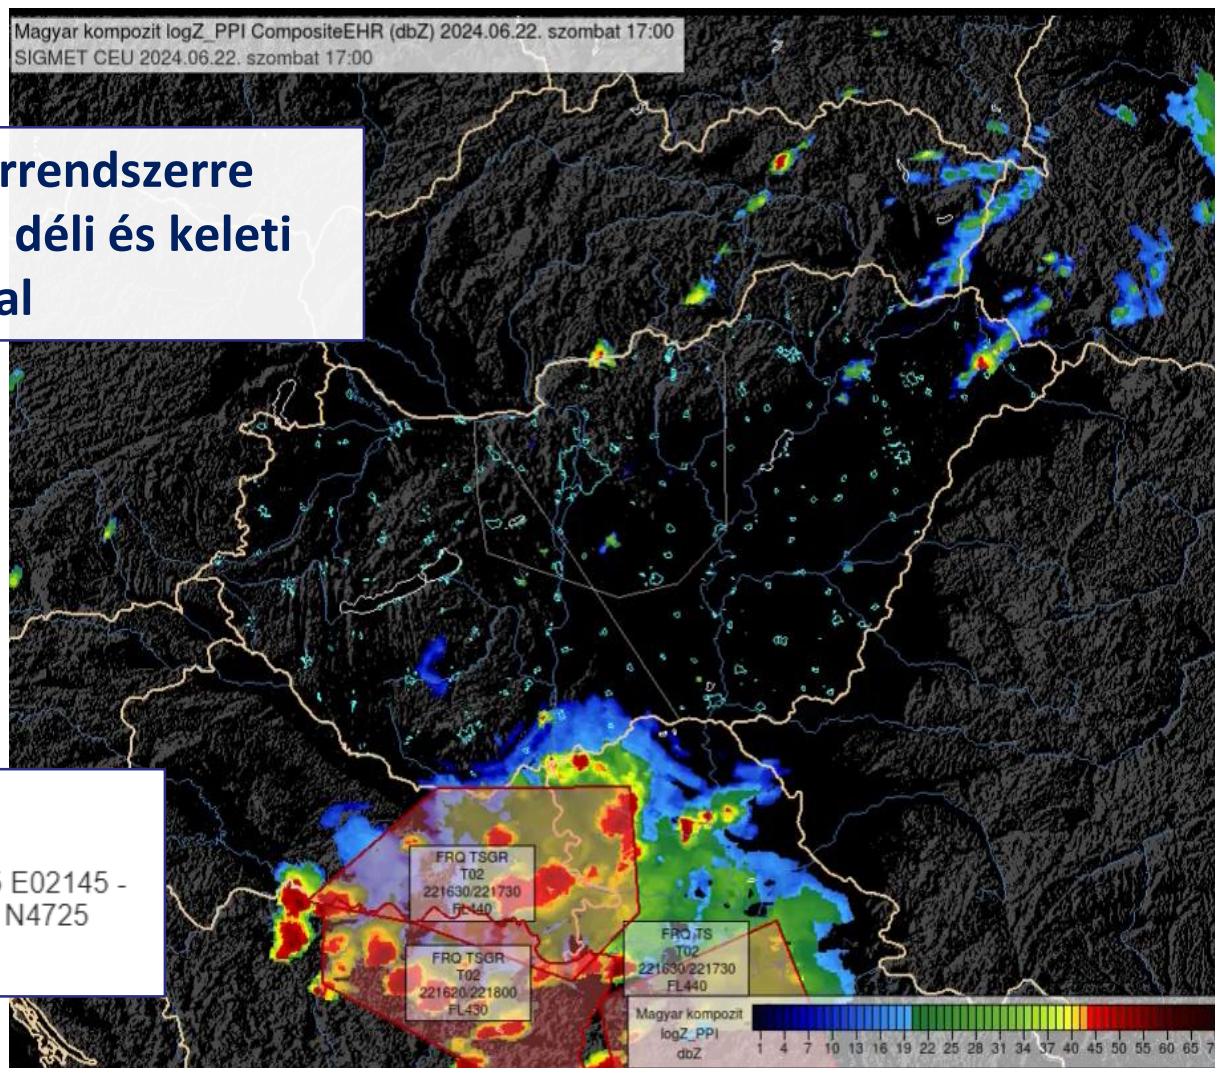 Magyar kompozit logZ_PPI CompositeEHR (dbZ) 2024.06.22. szombat 17:00
SIGMET CEU 2024.06.22. szombat 17:00
rrendszerre
déli és keleti
al
E02145 -
N4725
FRQ TSGR
T02
221630/221730
FL440
FRQ TSGR
T02
221620/221800
FL430
FRQ TS
T02
221630/221730
FL440
Magyar kompozit
logZ_PPI
dbZ
1 4 7 10 13 16 19 22 25 28 31 34 37 40 45 50 55 60 65